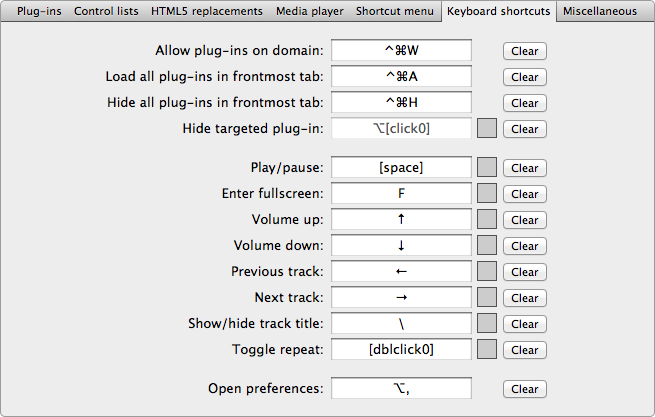 Plug-ins Control lists HTML5 replacements Media player Shortcut menu Keyboard shortcuts Miscellaneous
Allow plug-ins on domain: ^⌘W Clear
Load all plug-ins in frontmost tab: ^⌘A Clear
Hide all plug-ins in frontmost tab: ^⌘H Clear
Hide targeted plug-in: ⌥[click0] Clear
Play/pause: [space] Clear
Enter fullscreen: F Clear
Volume up: ↑ Clear
Volume down: ↓ Clear
Previous track: ← Clear
Next track: → Clear
Show/hide track title: \ Clear
Toggle repeat: [dblclick0] Clear
Open preferences: ⌥, Clear